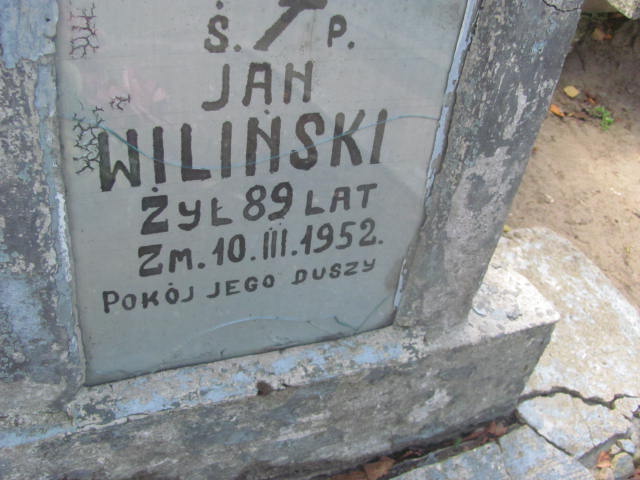 Ś. P.
JAN
WILIŃSKI
ŻYŁ 89 LAT
ZM. 10. III. 1952.
POKÓJ JEGO DUSZY